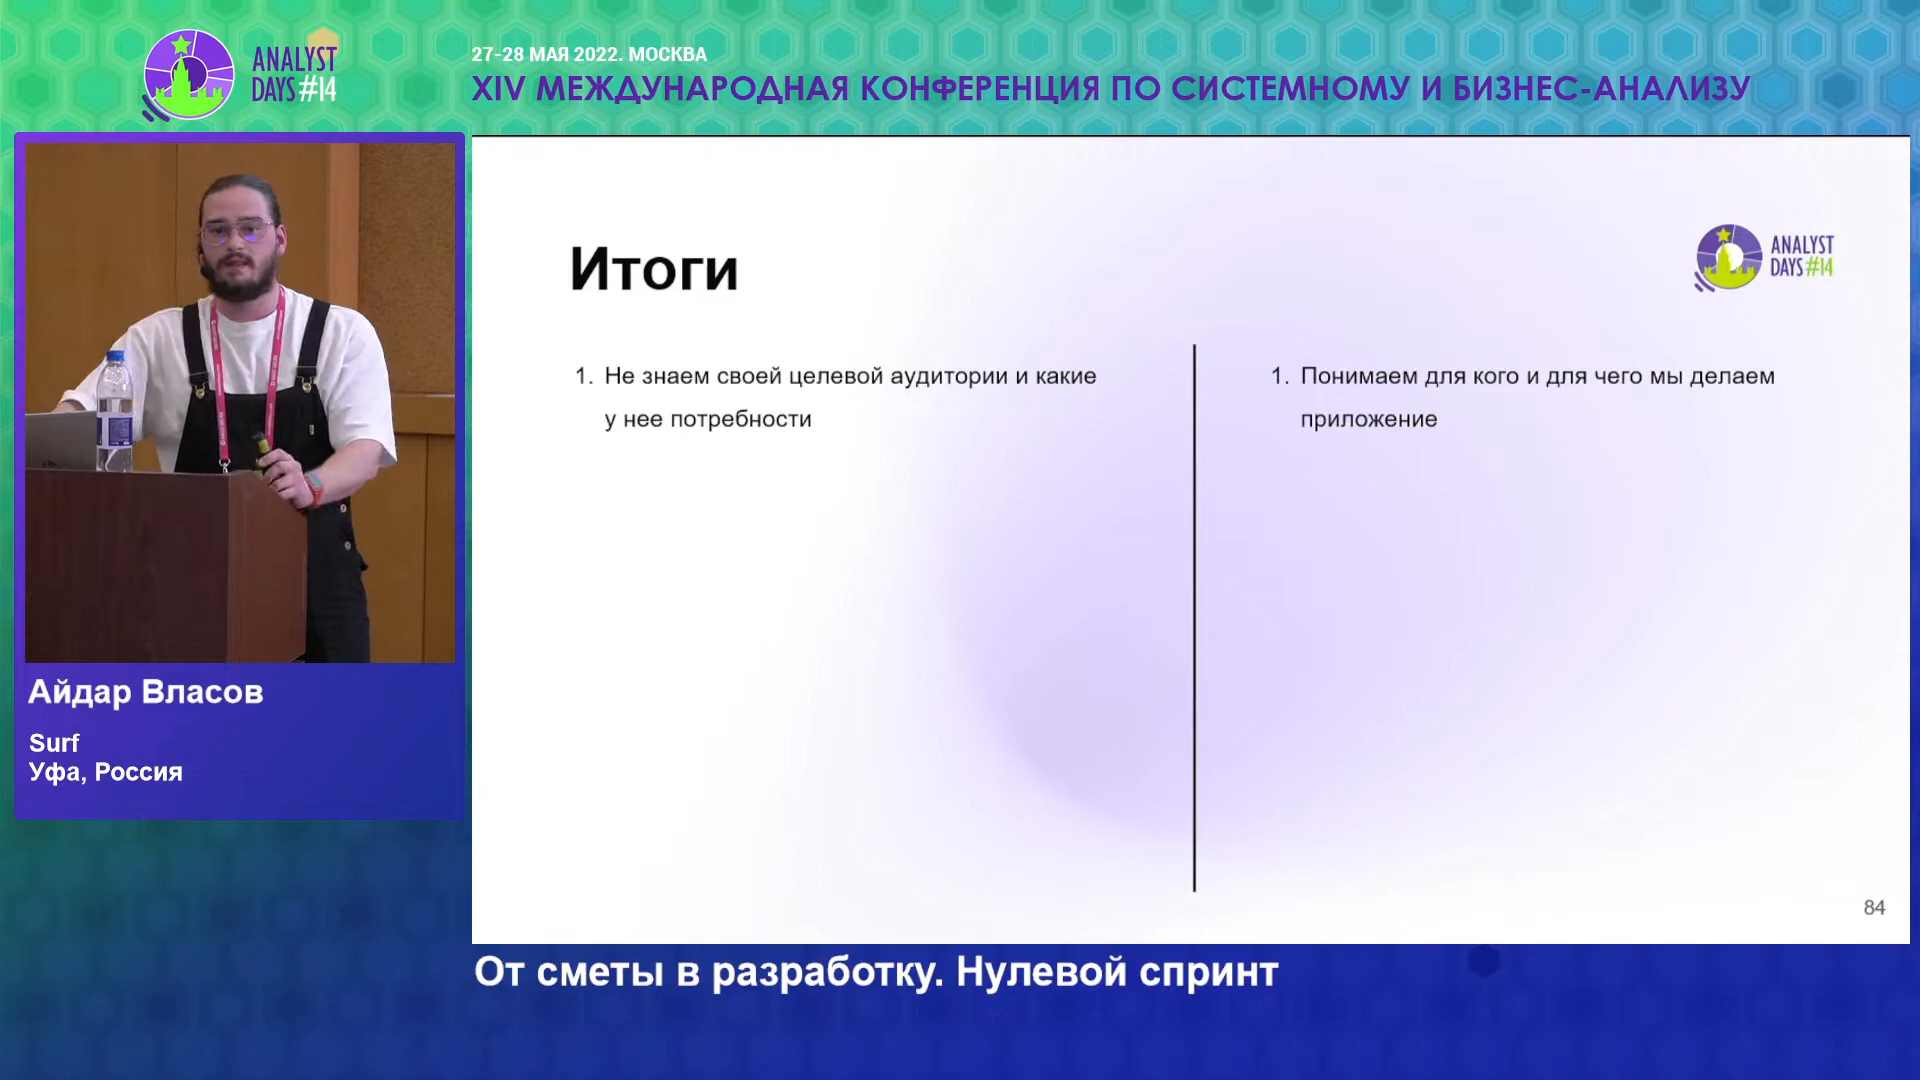 ANALYST
DAYS #14
27-28 МАЯ 2022. МОСКВА
XIV МЕЖДУНАРОДНАЯ КОНФЕРЕНЦИЯ ПО СИСТЕМНОМУ И БИЗНЕС-АНАЛИЗУ
Айдар Власов
Surf
Уфа, Россия
Итоги
ANALYST
DAYS #14
1. Не знаем своей целевой аудитории и какие
у нее потребности
1. Понимаем для кого и для чего мы делаем
приложение
84
От сметы в разработку. Нулевой спринт